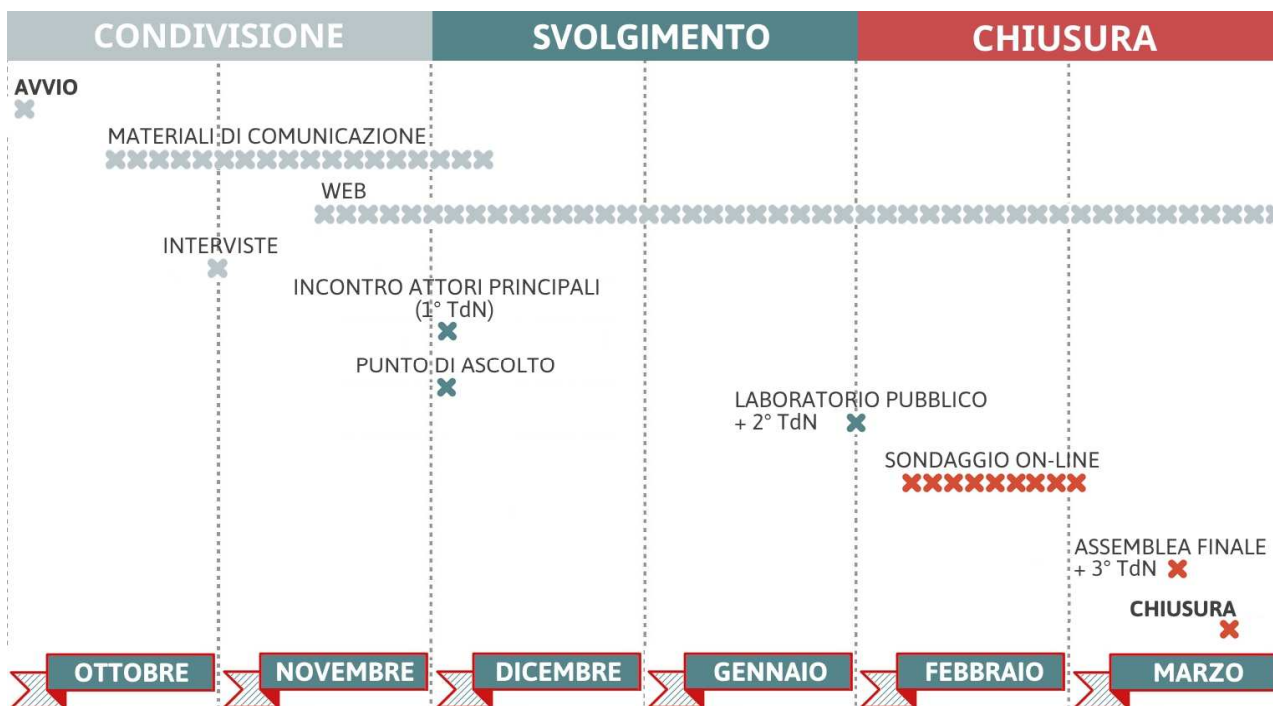 CONDIVISIONE
SVOLGIMENTO
CHIUSURA
AVVIO
MATERIALI DI COMUNICAZIONE
WEB
INTERVISTE
INCONTRO ATTORI PRINCIPALI
(1° TdN)
PUNTO DI ASCOLTO
LABORATORIO PUBBLICO
+ 2° TdN
SONDAGGIO ON-LINE
ASSEMBLEA FINALE
+ 3° TdN
CHIUSURA
OTTOBRE
NOVEMBRE
DICEMBRE
GENNAIO
FEBBRAIO
MARZO